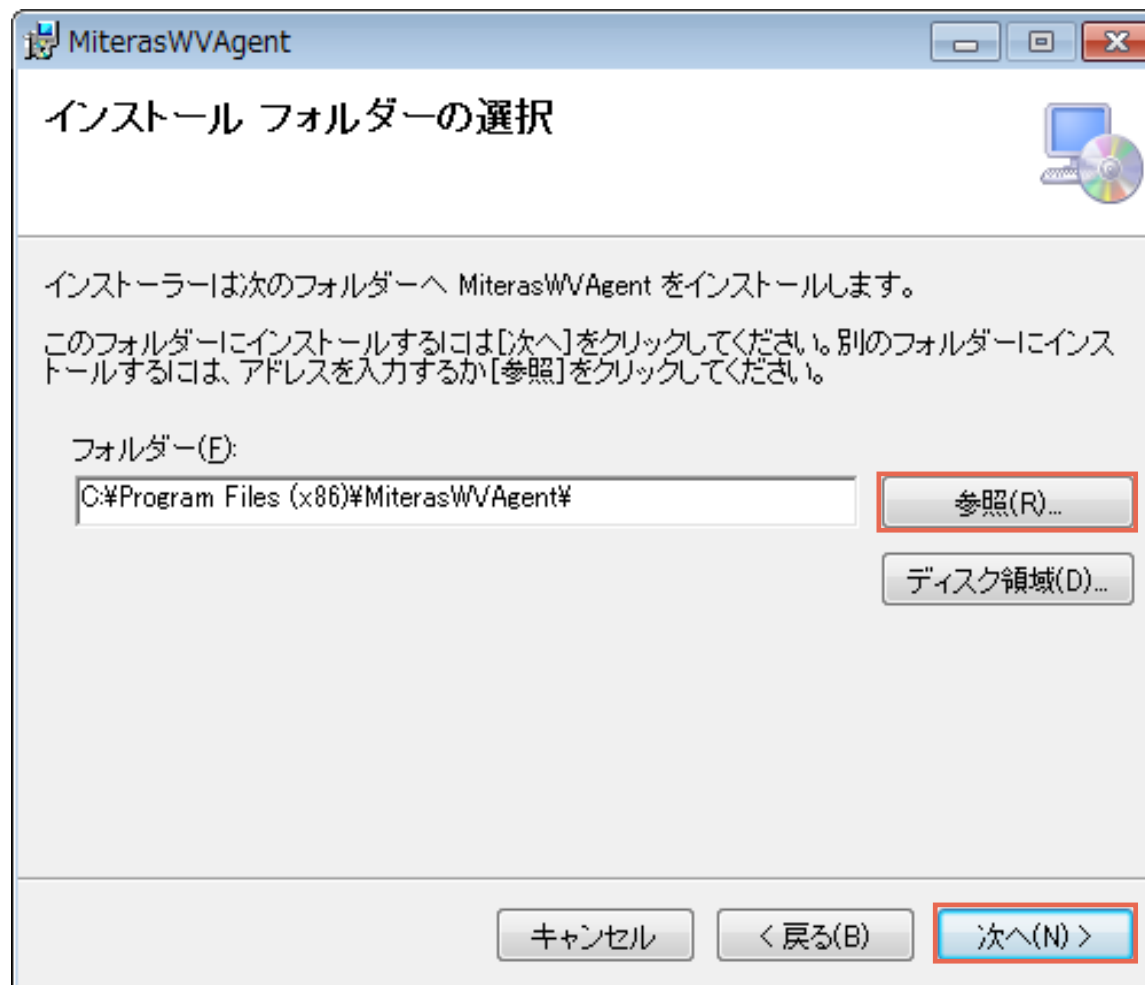 MiterasWVAgent
インストール フォルダーの選択
インストーラーは次のフォルダーへ MiterasWVAgent をインストールします。
このフォルダーにインストールするには[次へ]をクリックしてください。別のフォルダーにインス
トールするには、アドレスを入力するか[参照]をクリックしてください。
フォルダー(F):
C:¥Program Files (x86)¥MiterasWVAgent¥
参照(R)...
ディスク領域(D)...
キャンセル
< 戻る(B)
次へ(N) >